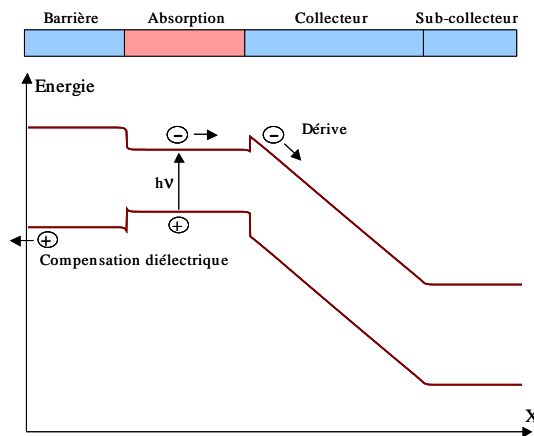 Barrière Absorption Collecteur Sub-collecteur
Energie
Dérive
hν
Compensation diélectrique
X